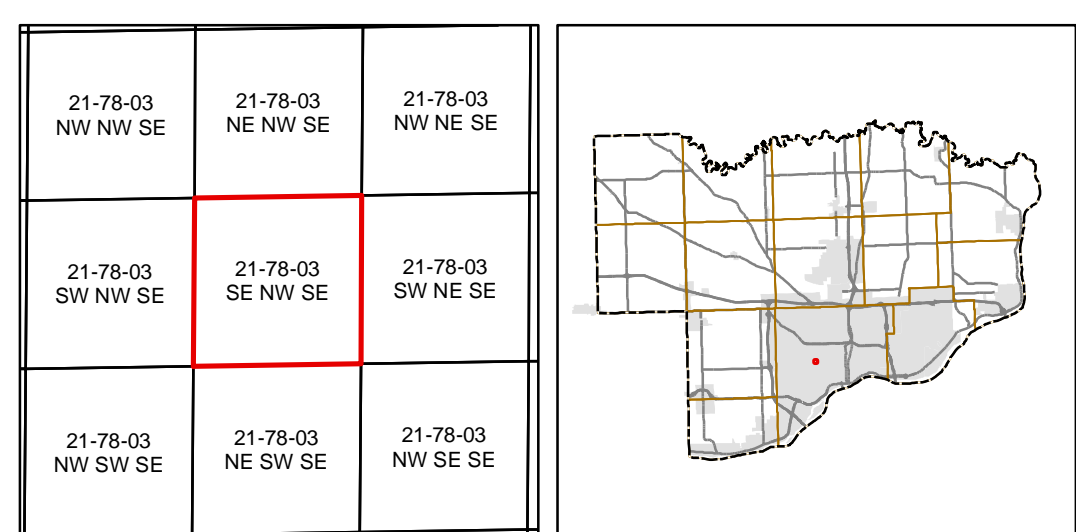 21-78-03
NW NW SE
21-78-03
NE NW SE
21-78-03
NW NE SE
21-78-03
SW NW SE
21-78-03
SE NW SE
21-78-03
SW NE SE
21-78-03
NW SW SE
21-78-03
NE SW SE
21-78-03
NW SE SE